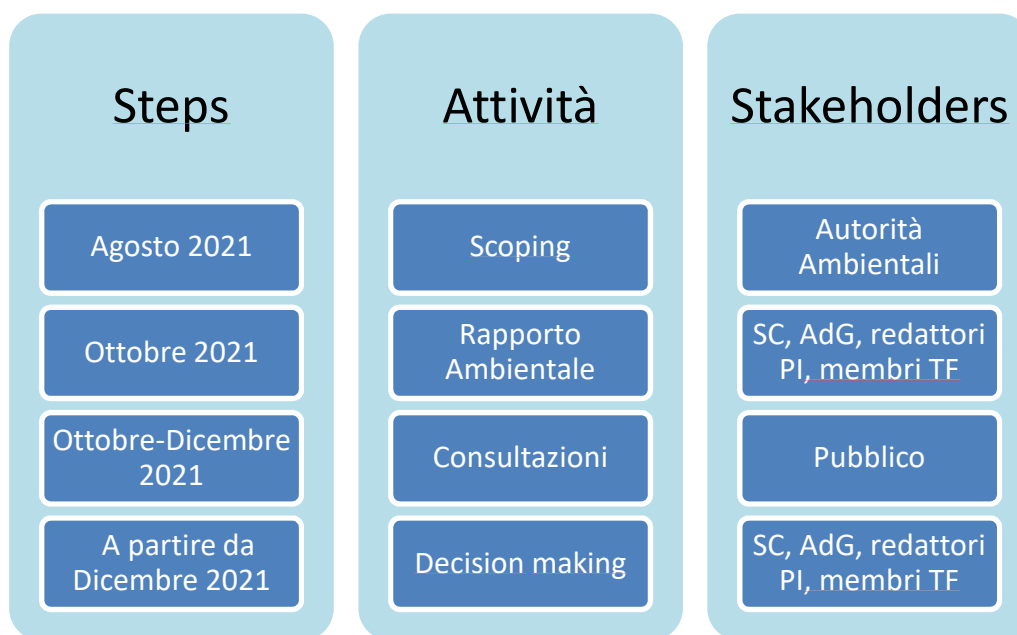 Steps
Agosto 2021
Ottobre 2021
Ottobre-Dicembre
2021
A partire da
Dicembre 2021
Attività
Scoping
Rapporto
Ambientale
Consultazioni
Decision making
Stakeholders
Autorità
Ambientali
SC, AdG, redattori
PI, membri TF
Pubblico
SC, AdG, redattori
PI, membri TF